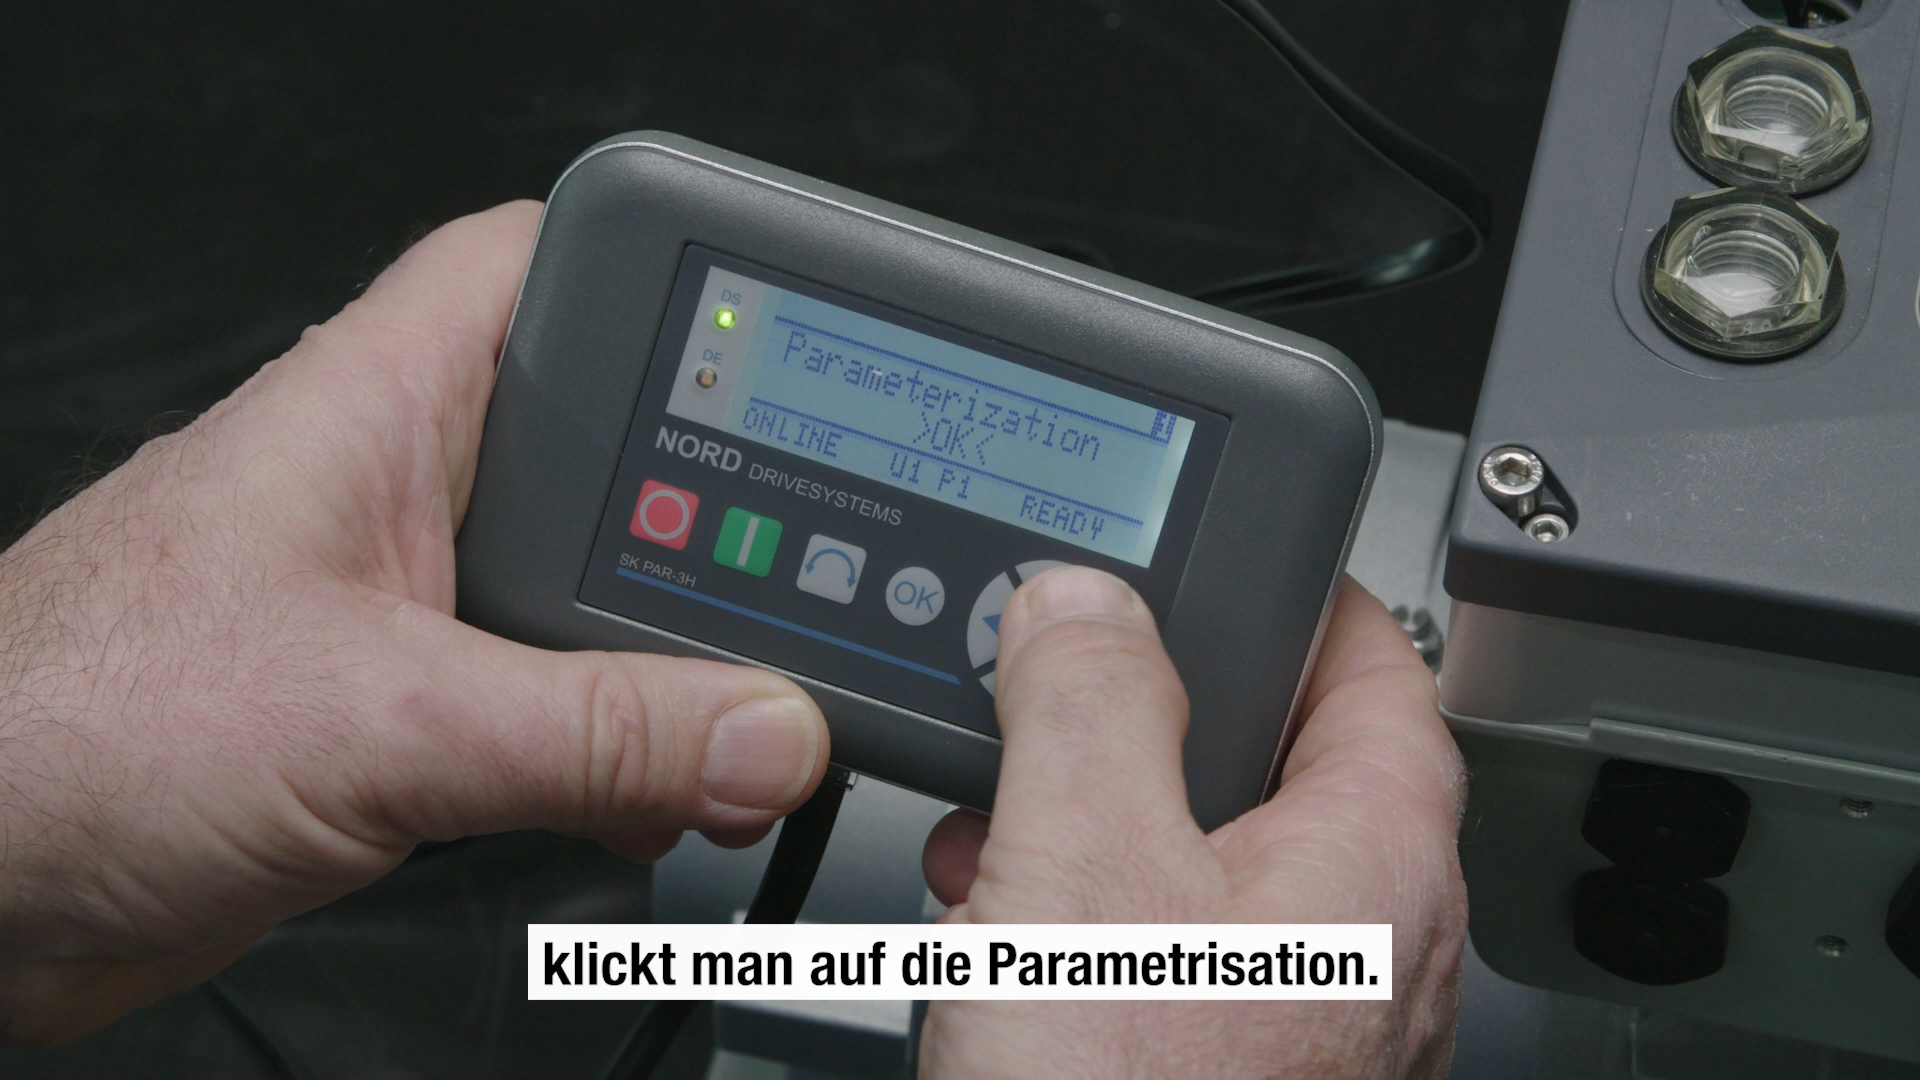 DS
DE
Parameterization
>OK<
ONLINE U1 P1 READY
NORD DRIVESYSTEMS
OK
SK PAR-3H
klickt man auf die Parametrisation.